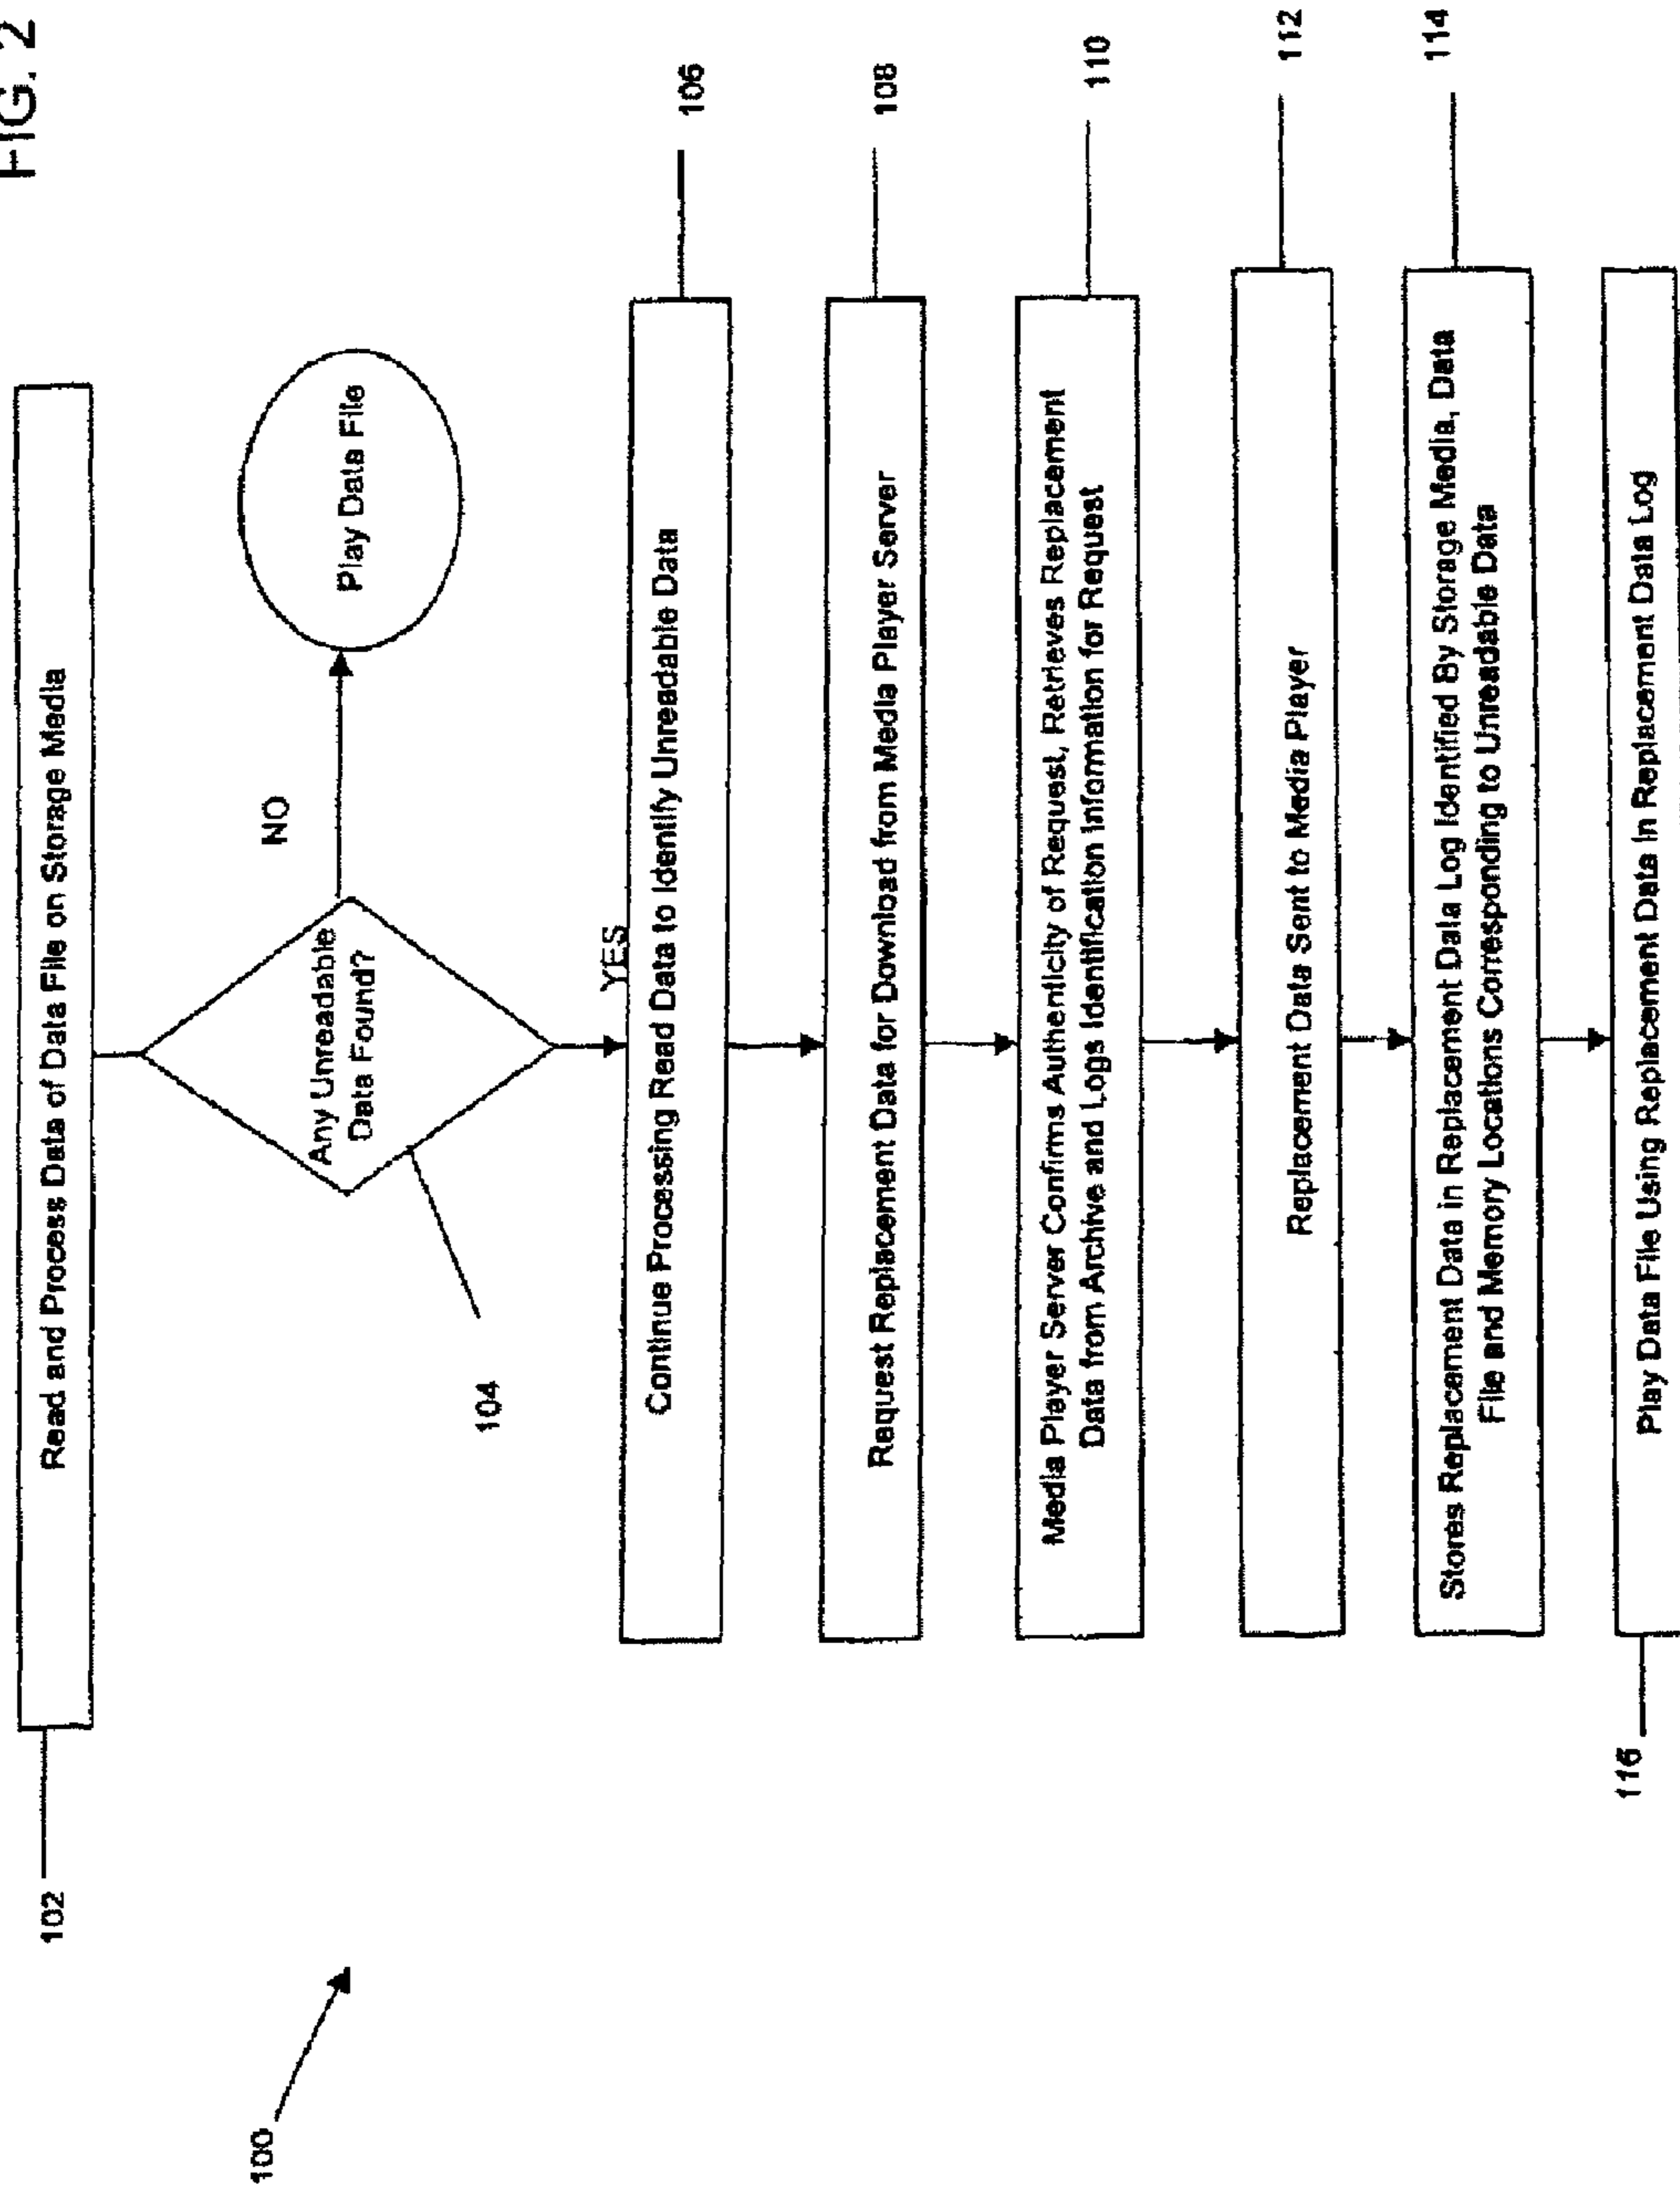 FIG. 2
100
102
Read and Process Data of Data File on Storage Media
Any Unreadable
Data Found?
104
NO
Play Data File
YES
Continue Processing Read Data to Identify Unreadable Data
106
Request Replacement Data for Download from Media Player Server
108
Media Player Server Confirms Authenticity of Request, Retrieves Replacement
Data from Archive and Logs Identification Information for Request
110
Replacement Data Sent to Media Player
112
Stores Replacement Data in Replacement Data Log Identified By Storage Media, Data
File and Memory Locations Corresponding to Unreadable Data
114
Play Data File Using Replacement Data In Replacement Data Log
116